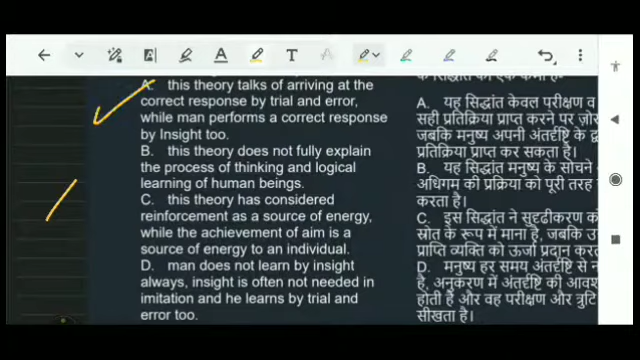 A. this theory talks of arriving at the
correct response by trial and error,
while man performs a correct response
by Insight too.
B. this theory does not fully explain
the process of thinking and logical
learning of human beings.
C. this theory has considered
reinforcement as a source of energy,
while the achievement of aim is a
source of energy to an individual.
D. man does not learn by insight
always, insight is often not needed in
imitation and he learns by trial and
error too.
A. यह सिद्धांत केवल परीक्षण व
सही प्रतिक्रिया प्राप्त करने पर ज़ोर
जबकि मनुष्य अपनी अंतर्दृष्टि के द्व
प्रतिक्रिया प्राप्त कर सकता है।
B. यह सिद्धांत मनुष्य के सोचने
अधिगम की प्रक्रिया को पूरी तरह
करता है।
C. इस सिद्धांत ने सुदृढीकरण क
स्रोत के रूप में माना है, जबकि उ
प्राप्ति व्यक्ति को ऊर्जा प्रदान कर
D. मनुष्य हर समय अंतर्दृष्टि से न
है, अनुकरण में अंतर्दृष्टि की आवश
होती हैं और वह परीक्षण और त्रुटि
सीखता है।